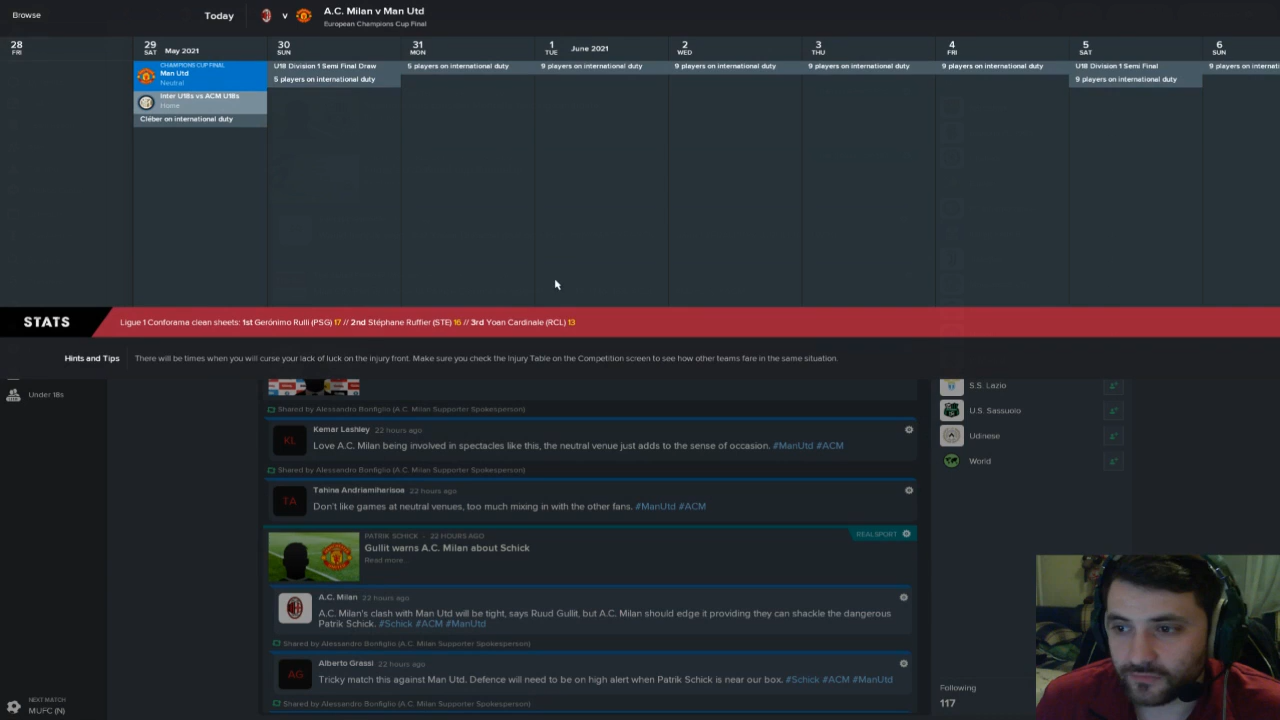 Browse
Today
v
A.C. Milan v Man Utd
European Champions Cup Final
28
FRI
29
SAT
May 2021
30
SUN
31
MON
1
TUE
June 2021
2
WED
3
THU
4
FRI
5
SAT
6
SUN
CHAMPIONS CUP FINAL
Man Utd
Neutral
Inter U18s vs ACM U18s
Home
Cléber on international duty
U18 Division 1 Semi Final Draw
5 players on international duty
5 players on international duty
9 players on international duty
9 players on international duty
9 players on international duty
9 players on international duty
U18 Division 1 Semi Final
9 players on international duty
9 players on internati
STATS
Ligue 1 Conforama clean sheets: 1st Gerónimo Rulli (PSG) 17 // 2nd Stéphane Ruffier (STE) 16 // 3rd Yoan Cardinale (RCL) 13
Hints and Tips
There will be times when you will curse your lack of luck on the injury front. Make sure you check the Injury Table on the Competition screen to see how other teams fare in the same situation.
Under 18s
Shared by Alessandro Bonfiglio (A.C. Milan Supporter Spokesperson)
KL
Kemar Lashley 22 hours ago
Love A.C. Milan being involved in spectacles like this, the neutral venue just adds to the sense of occasion. #ManUtd #ACM
Shared by Alessandro Bonfiglio (A.C. Milan Supporter Spokesperson)
TA
Tahina Andriamiharisoa 22 hours ago
Don't like games at neutral venues, too much mixing in with the other fans. #ManUtd #ACM
PATRIK SCHICK - 22 HOURS AGO
REALSPORT
Gullit warns A.C. Milan about Schick
Read more...
A.C. Milan 22 hours ago
A.C. Milan's clash with Man Utd will be tight, says Ruud Gullit, but A.C. Milan should edge it providing they can shackle the dangerous
Patrik Schick. #Schick #ACM #ManUtd
Shared by Alessandro Bonfiglio (A.C. Milan Supporter Spokesperson)
AG
Alberto Grassi 22 hours ago
Tricky match this against Man Utd. Defence will need to be on high alert when Patrik Schick is near our box. #Schick #ACM #ManUtd
Shared by Alessandro Bonfiglio (A.C. Milan Supporter Spokesperson)
S.S. Lazio
U.S. Sassuolo
Udinese
World
Following
117
NEXT MATCH
MUFC (N)